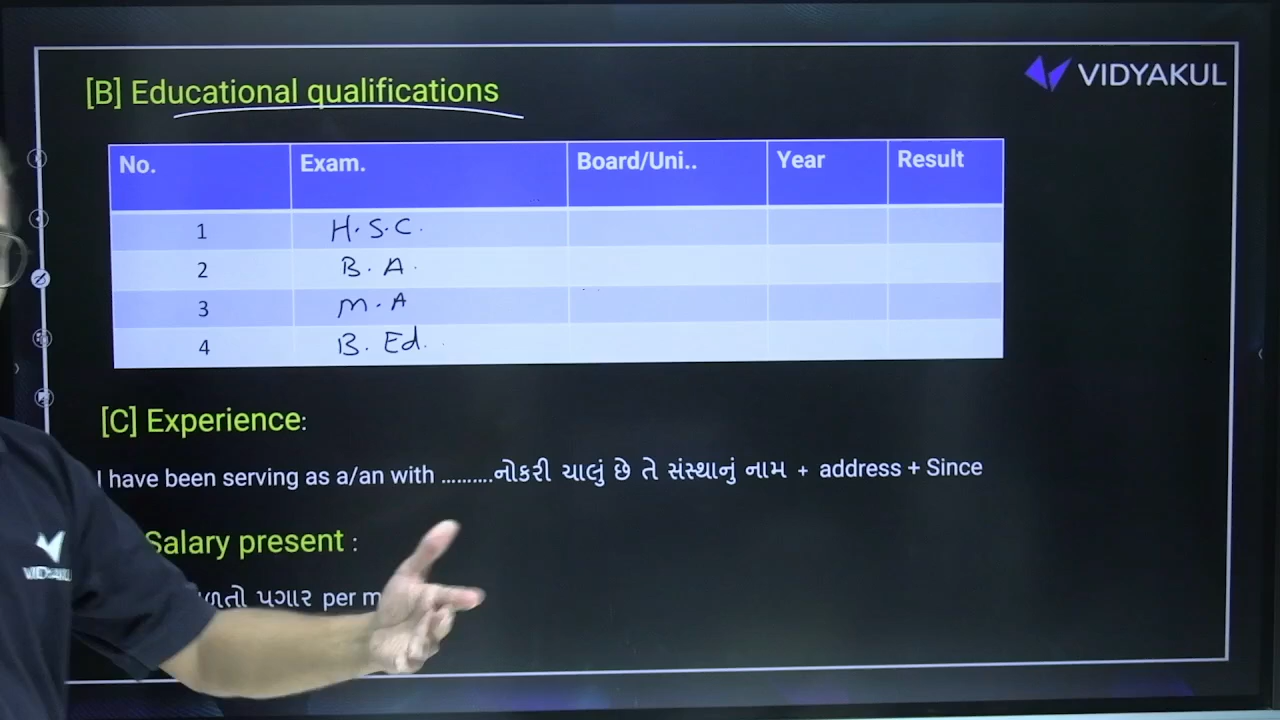 [B] Educational qualifications
VIDYAKUL
No. Exam. Board/Uni.. Year Result
1 H.S.C.
2 B.A.
3 M.A
4 B.Ed.
[C] Experience:
I have been serving as a/an with ..........નોકરી ચાલું છે તે સંસ્થાનું નામ + address + Since
Salary present :
પગાર per
VIDYAKUL